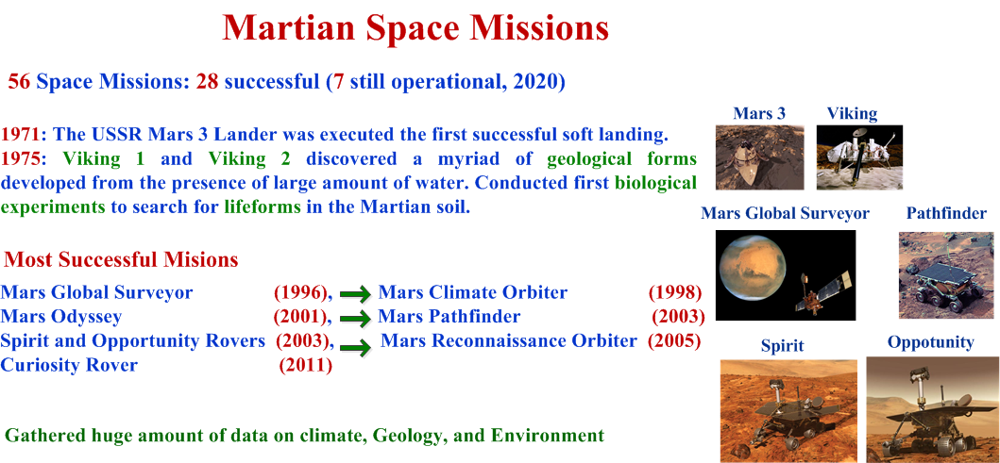 Martian Space Missions
56 Space Missions: 28 successful (7 still operational, 2020)
1971: The USSR Mars 3 Lander was executed the first successful soft landing.
1975: Viking 1 and Viking 2 discovered a myriad of geological forms
developed from the presence of large amount of water. Conducted first biological
experiments to search for lifeforms in the Martian soil.
Most Successful Misions
Mars Global Surveyor (1996), Mars Climate Orbiter (1998)
Mars Odyssey (2001), Mars Pathfinder (2003)
Spirit and Opportunity Rovers (2003), Mars Reconnaissance Orbiter (2005)
Curiosity Rover (2011)
Gathered huge amount of data on climate, Geology, and Environment
Mars 3 Viking
Mars Global Surveyor Pathfinder
Spirit Oppotunity